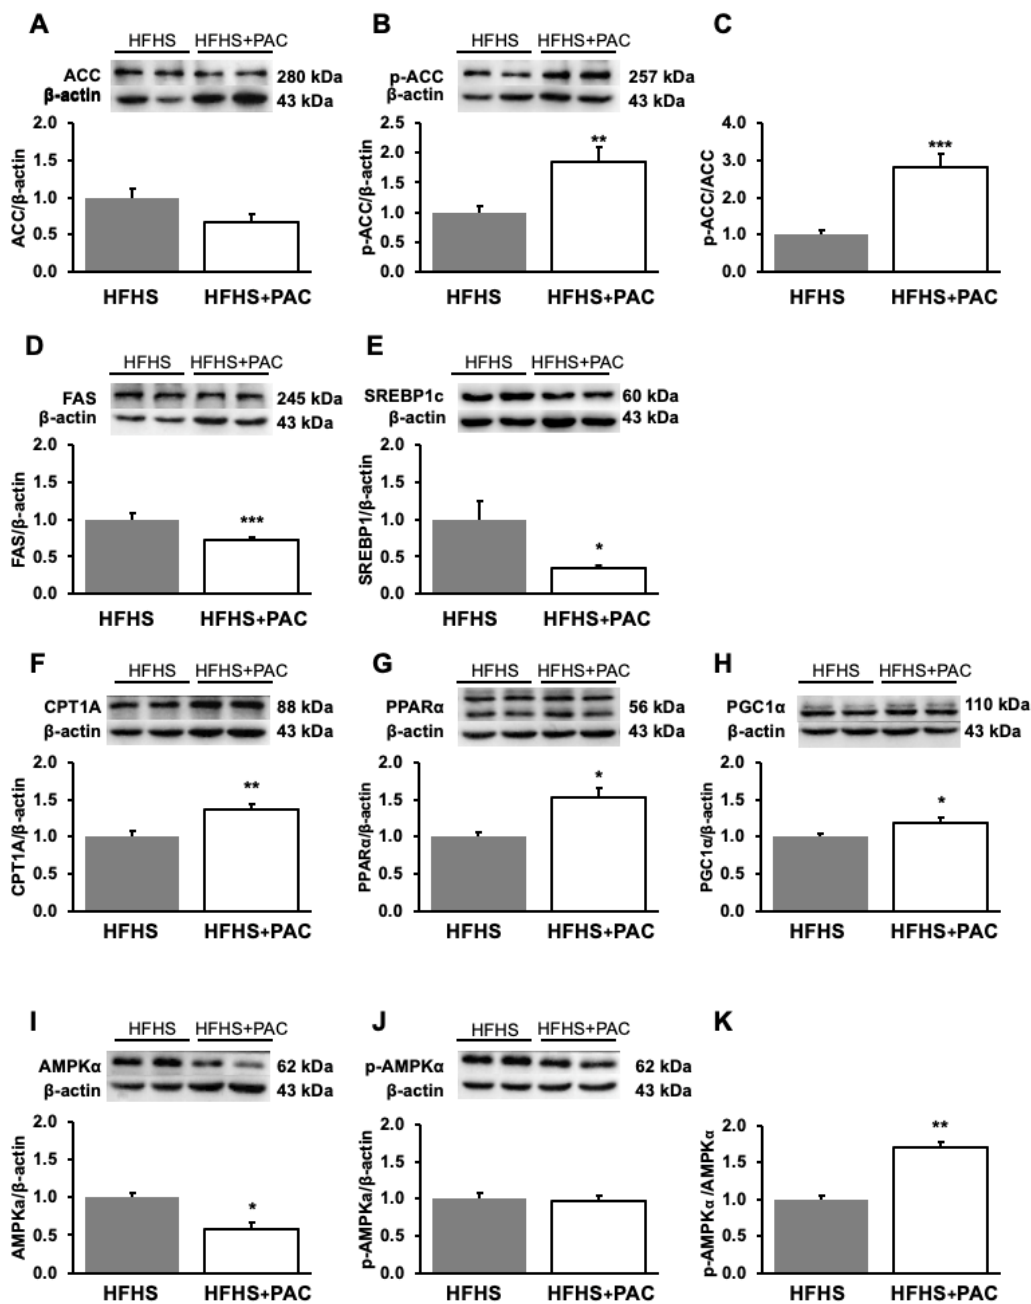 A
HFHS HFHS+PAC
ACC 280 kDa
β-actin 43 kDa
2.0
1.5
1.0
0.5
0.0
ACC/β-actin
HFHS HFHS+PAC
B
HFHS HFHS+PAC
p-ACC 257 kDa
β-actin 43 kDa
2.5
2.0
1.5
1.0
0.5
0.0
p-ACC/β-actin
**
HFHS HFHS+PAC
C
4.0
3.0
2.0
1.0
0.0
p-ACC/ACC
***
HFHS HFHS+PAC
D
HFHS HFHS+PAC
FAS 245 kDa
β-actin 43 kDa
2.0
1.5
1.0
0.5
0.0
FAS/β-actin
***
HFHS HFHS+PAC
E
HFHS HFHS+PAC
SREBP1c 60 kDa
β-actin 43 kDa
2.0
1.5
1.0
0.5
0.0
SREBP1/β-actin
*
HFHS HFHS+PAC
F
HFHS HFHS+PAC
CPT1A 88 kDa
β-actin 43 kDa
2.0
1.5
1.0
0.5
0.0
CPT1A/β-actin
**
HFHS HFHS+PAC
G
HFHS HFHS+PAC
PPARα 56 kDa
β-actin 43 kDa
2.0
1.5
1.0
0.5
0.0
PPARα/β-actin
*
HFHS HFHS+PAC
H
HFHS HFHS+PAC
PGC1α 110 kDa
β-actin 43 kDa
2.0
1.5
1.0
0.5
0.0
PGC1α/β-actin
*
HFHS HFHS+PAC
I
HFHS HFHS+PAC
AMPKα 62 kDa
β-actin 43 kDa
2.0
1.5
1.0
0.5
0.0
AMPKa/β-actin
*
HFHS HFHS+PAC
J
HFHS HFHS+PAC
p-AMPKα 62 kDa
β-actin 43 kDa
2.0
1.5
1.0
0.5
0.0
p-AMPKa/β-actin
HFHS HFHS+PAC
K
2.0
1.5
1.0
0.5
0.0
p-AMPKα/AMPKα
**
HFHS HFHS+PAC